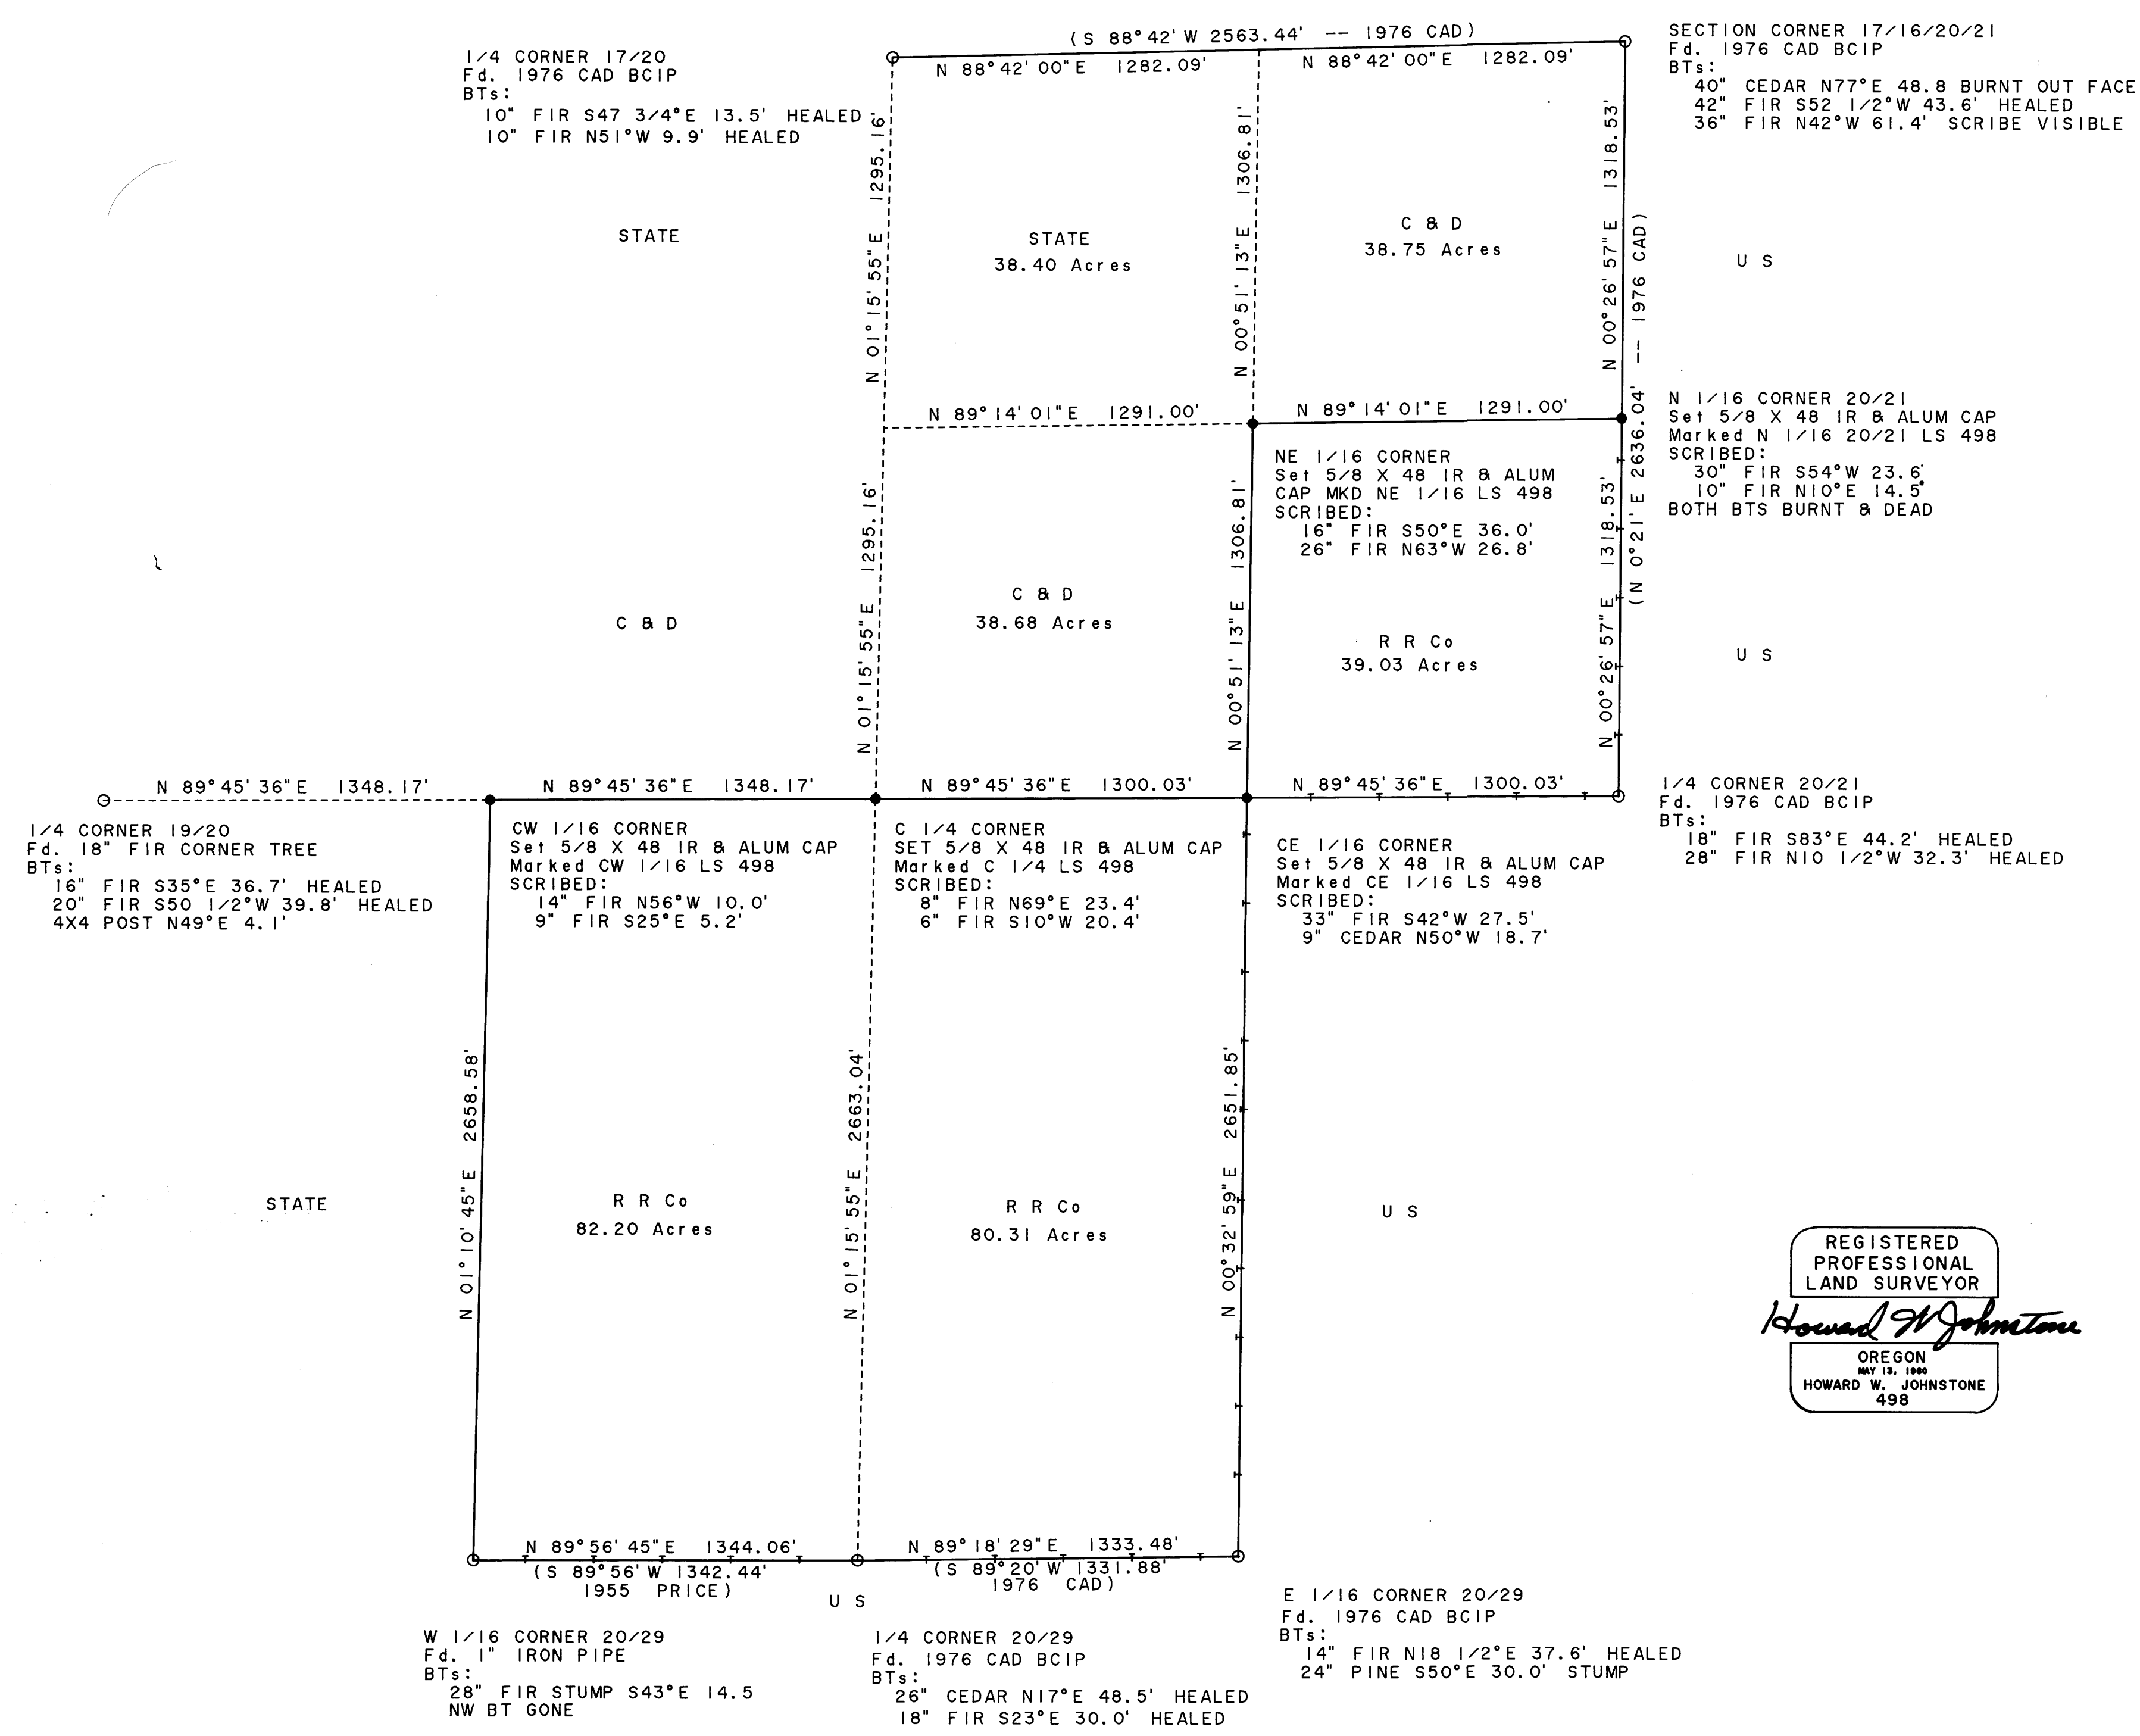 (S 88°42'W 2563.44' -- 1976 CAD)
N 88°42'00"E 1282.09'
N 88°42'00"E 1282.09'
1/4 CORNER 17/20
Fd. 1976 CAD BCIP
BTs:
10" FIR S47 3/4°E 13.5' HEALED
10" FIR N51°W 9.9' HEALED
SECTION CORNER 17/16/20/21
Fd. 1976 CAD BCIP
BTs:
40" CEDAR N77°E 48.8 BURNT OUT FACE
42" FIR S52 1/2°W 43.6' HEALED
36" FIR N42°W 61.4' SCRIBE VISIBLE
N 01°15'55"E 1295.16'
N 00°51'13"E 1306.81'
N 00°26'57"E 1318.53'
(N 0°21'E 2636.04' -- 1976 CAD)
STATE
STATE
38.40 Acres
C & D
38.75 Acres
U S
N 89°14'01"E 1291.00'
N 89°14'01"E 1291.00'
N 1/16 CORNER 20/21
Set 5/8 X 48 IR & ALUM CAP
Marked N 1/16 20/21 LS 498
SCRIBED:
30" FIR S54°W 23.6'
10" FIR N10°E 14.5'
BOTH BTS BURNT & DEAD
NE 1/16 CORNER
Set 5/8 X 48 IR & ALUM
CAP MKD NE 1/16 LS 498
SCRIBED:
16" FIR S50°E 36.0'
26" FIR N63°W 26.8'
N 01°15'55"E 1295.16'
N 00°51'13"E 1306.81'
N 00°26'57"E 1318.53'
C & D
C & D
38.68 Acres
R R Co
39.03 Acres
U S
N 89°45'36"E 1348.17'
N 89°45'36"E 1348.17'
N 89°45'36"E 1300.03'
N 89°45'36"E 1300.03'
1/4 CORNER 19/20
Fd. 18" FIR CORNER TREE
BTs:
16" FIR S35°E 36.7' HEALED
20" FIR S50 1/2°W 39.8' HEALED
4X4 POST N49°E 4.1'
CW 1/16 CORNER
Set 5/8 X 48 IR & ALUM CAP
Marked CW 1/16 LS 498
SCRIBED:
14" FIR N56°W 10.0'
9" FIR S25°E 5.2'
C 1/4 CORNER
SET 5/8 X 48 IR & ALUM CAP
Marked C 1/4 LS 498
SCRIBED:
8" FIR N69°E 23.4'
6" FIR S10°W 20.4'
CE 1/16 CORNER
Set 5/8 X 48 IR & ALUM CAP
Marked CE 1/16 LS 498
SCRIBED:
33" FIR S42°W 27.5'
9" CEDAR N50°W 18.7'
1/4 CORNER 20/21
Fd. 1976 CAD BCIP
BTs:
18" FIR S83°E 44.2' HEALED
28" FIR N10 1/2°W 32.3' HEALED
N 01°10'45"E 2658.58'
N 01°15'55"E 2663.04'
N 00°32'59"E 2651.85'
STATE
R R Co
82.20 Acres
R R Co
80.31 Acres
U S
REGISTERED
PROFESSIONAL
LAND SURVEYOR
Howard W Johnstone
OREGON
MAY 13, 1960
HOWARD W. JOHNSTONE
498
N 89°56'45"E 1344.06'
(S 89°56'W 1342.44'
1955 PRICE)
N 89°18'29"E 1333.48'
(S 89°20'W 1331.88'
1976 CAD)
U S
W 1/16 CORNER 20/29
Fd. 1" IRON PIPE
BTs:
28" FIR STUMP S43°E 14.5
NW BT GONE
1/4 CORNER 20/29
Fd. 1976 CAD BCIP
BTs:
26" CEDAR N17°E 48.5' HEALED
18" FIR S23°E 30.0' HEALED
E 1/16 CORNER 20/29
Fd. 1976 CAD BCIP
BTs:
14" FIR N18 1/2°E 37.6' HEALED
24" PINE S50°E 30.0' STUMP